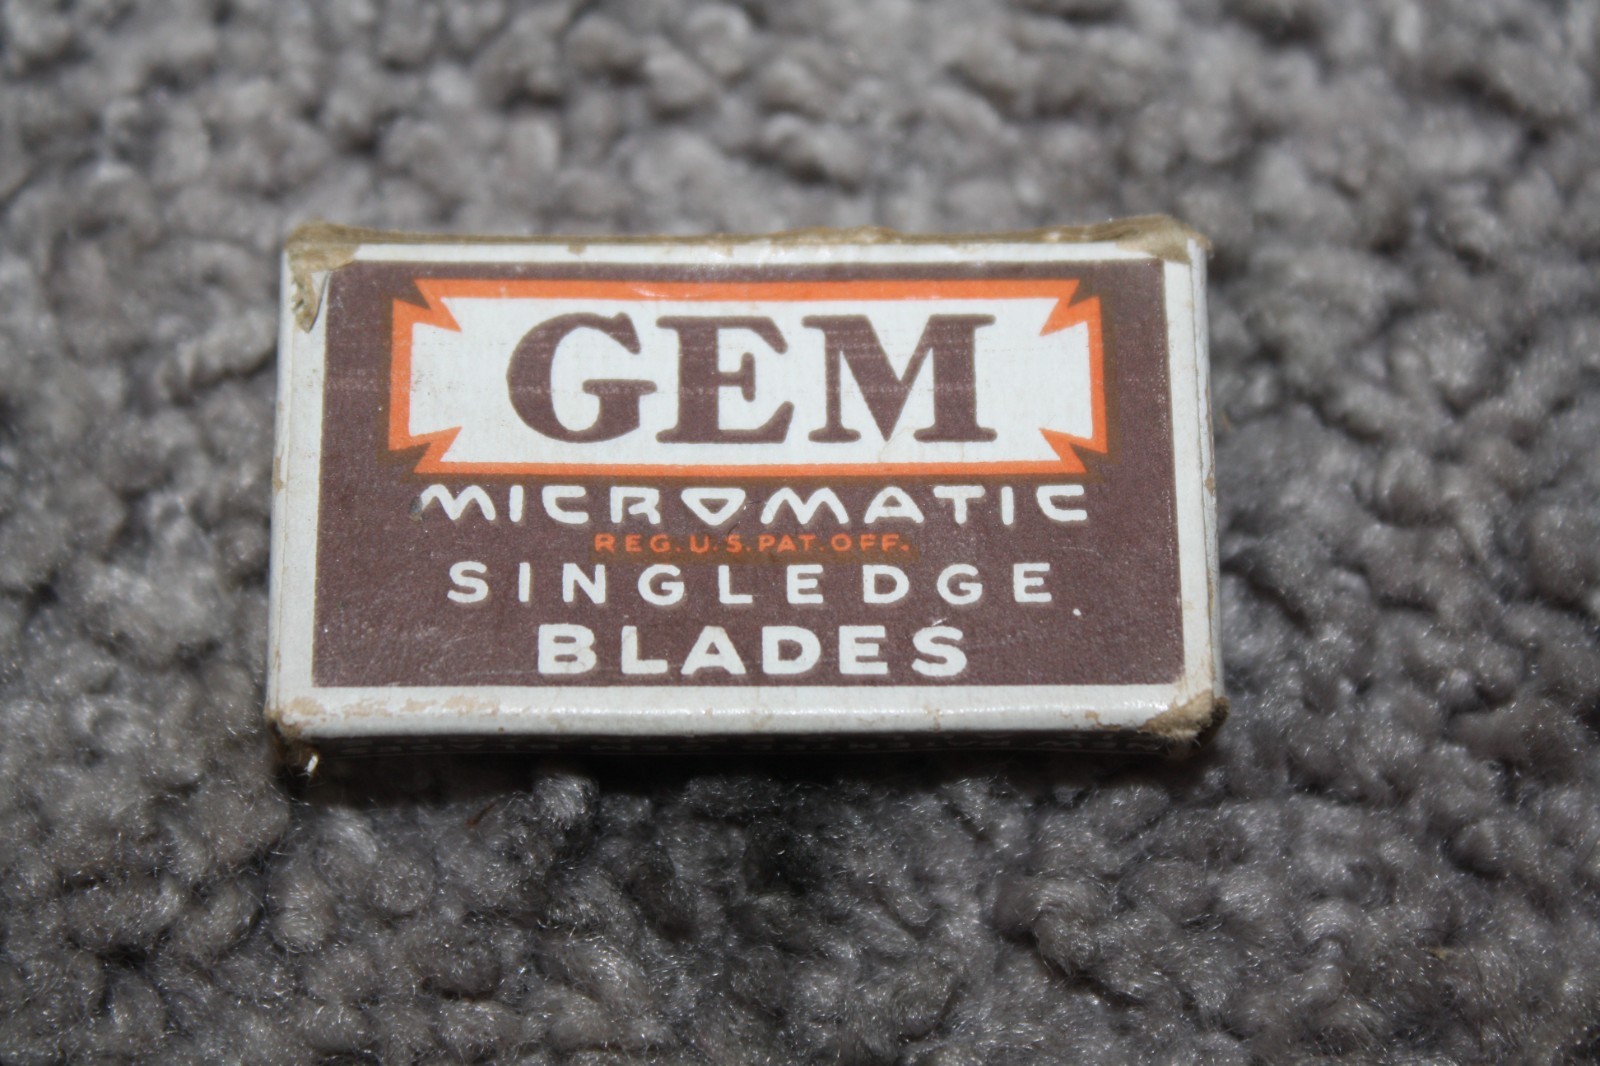 GEM
MICROMATIC
REG. U.S. PAT. OFF.
SINGLEDGE
BLADES